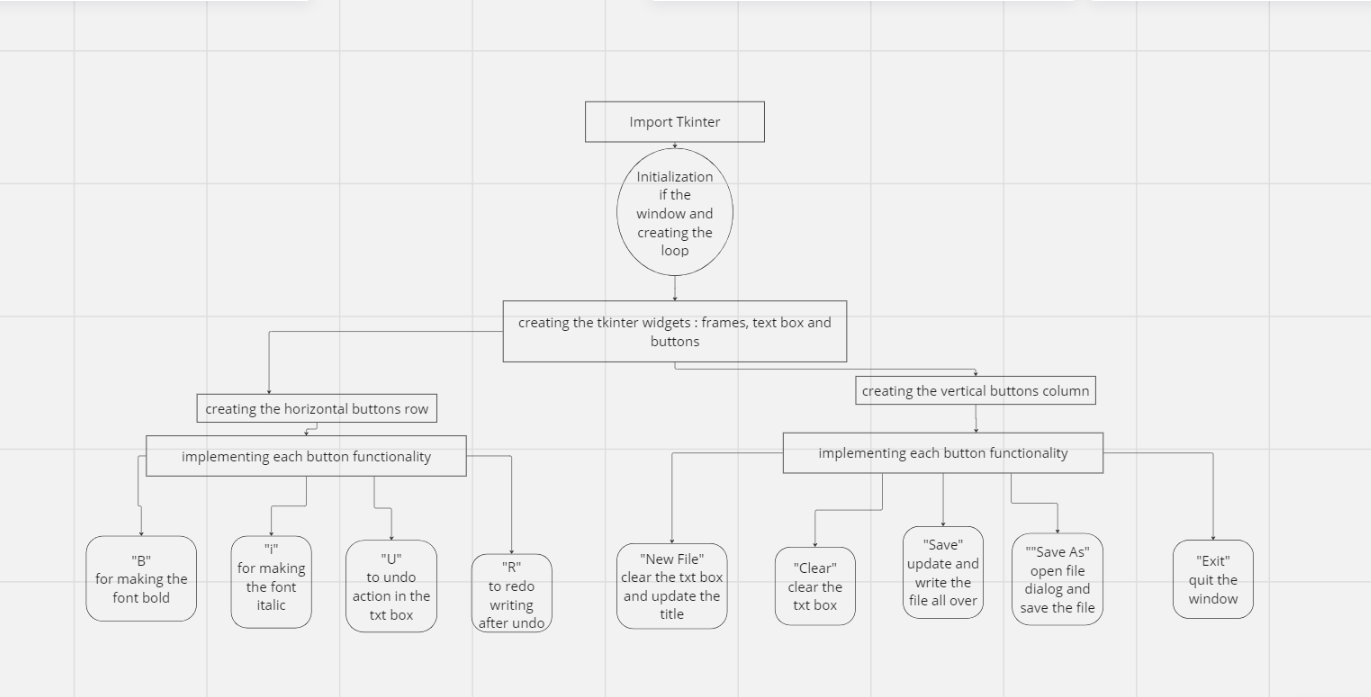 Import Tkinter
Initialization
if the
window and
creating the
loop
creating the tkinter widgets : frames, text box and
buttons
creating the horizontal buttons row
implementing each button functionality
"B"
for making the
font bold
"i"
for making
the font
italic
"U"
to undo
action in the
txt box
"R"
to redo
writing
after undo
creating the vertical buttons column
implementing each button functionality
"New File"
clear the txt box
and update the
title
"Clear"
clear the
txt box
"Save"
update and
write the
file all over
""Save As"
open file
dialog and
save the file
"Exit"
quit the
window